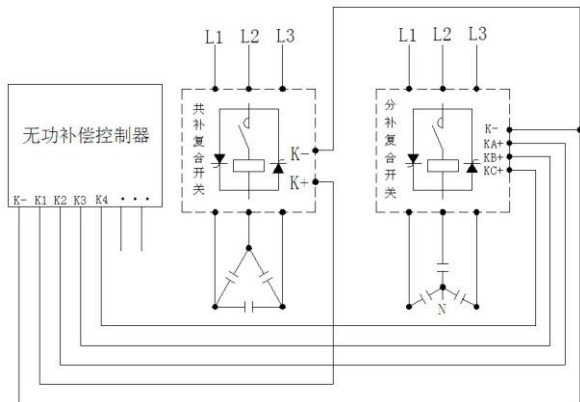 L1 L2 L3
L1 L2 L3
无功补偿控制器
K- K1 K2 K3 K4 ···
共补复合开关
K-
K+
分补复合开关
K-
KA+
KB+
KC+
N